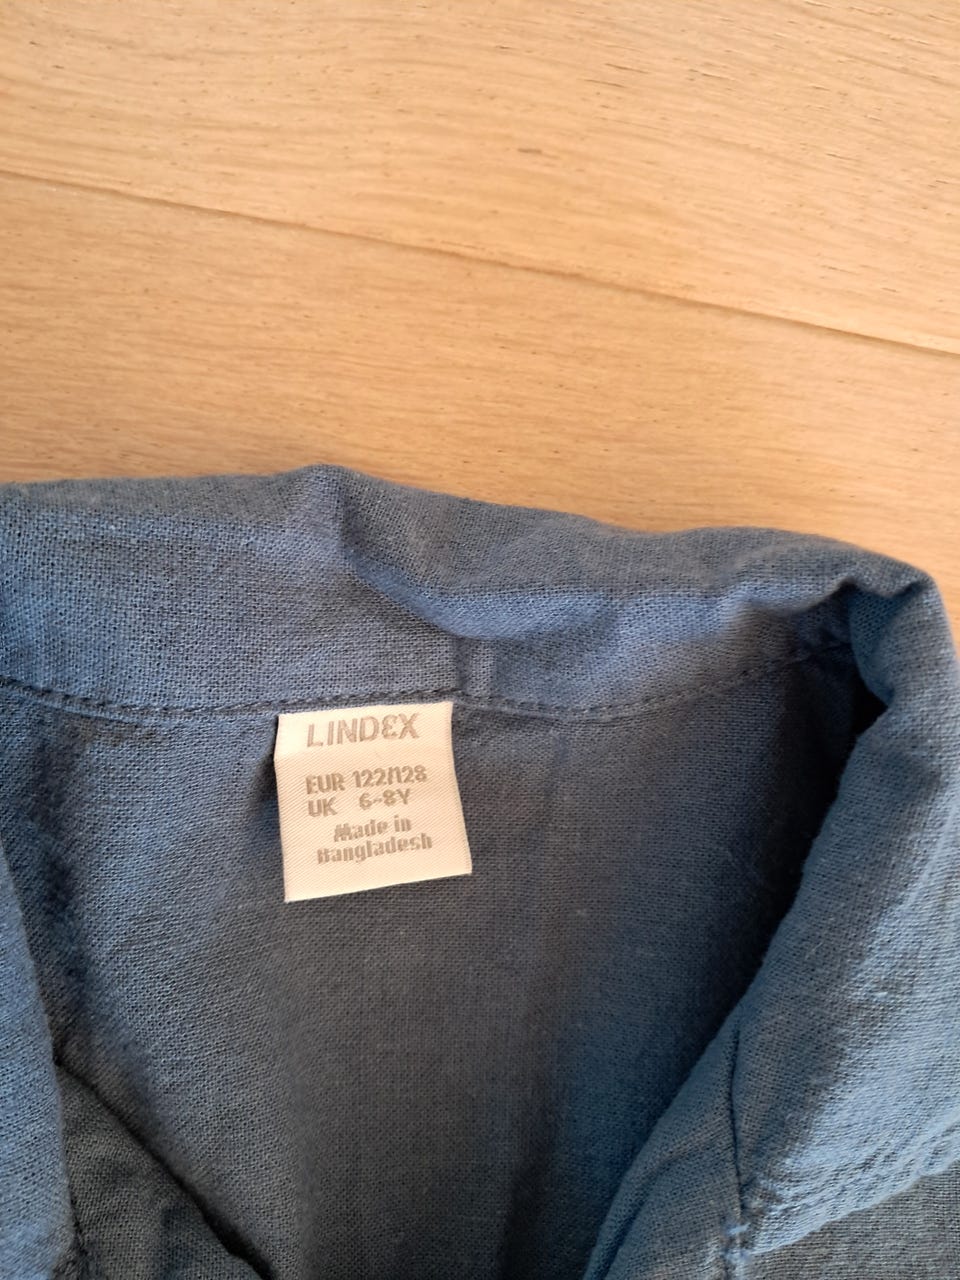 LINDEX
EUR 122/128
UK 6-8Y
Made in
Bangladesh